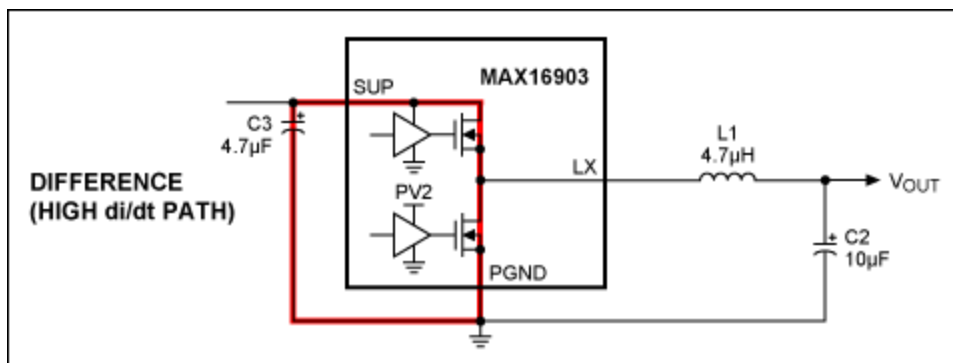 MAX16903
SUP
C3
4.7µF
+
L1
4.7µH
LX
VOUT
DIFFERENCE
(HIGH di/dt PATH)
PV2
+
C2
10µF
PGND